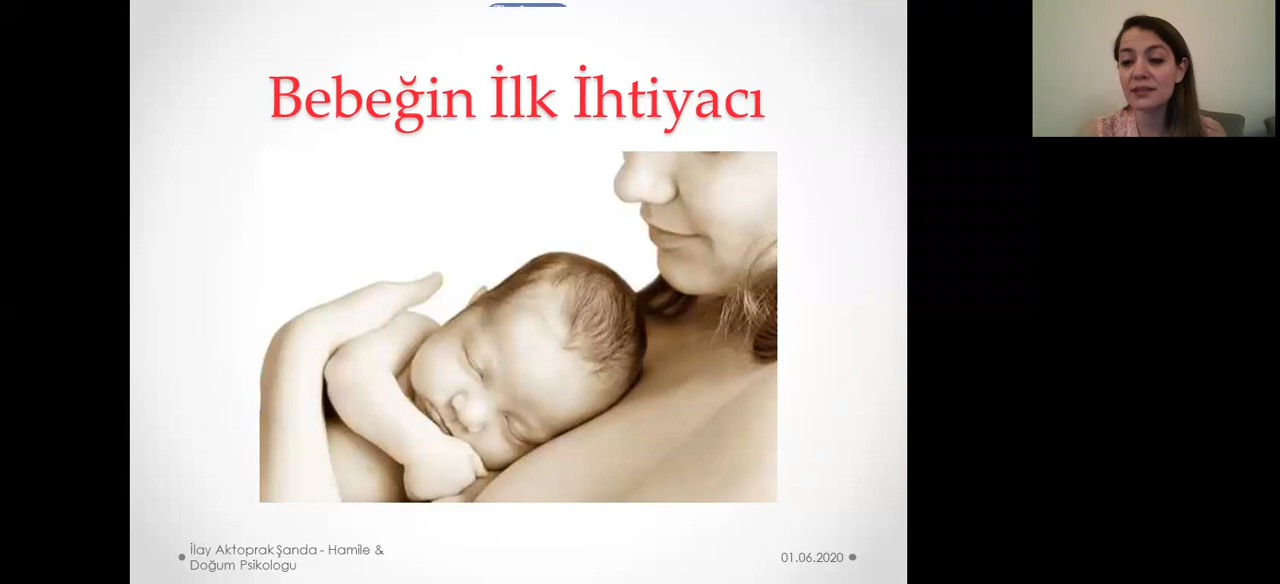 Bebeğin İlk İhtiyacı
İlay Aktoprak Şanda - Hamile &
Doğum Psikologu
01.06.2020